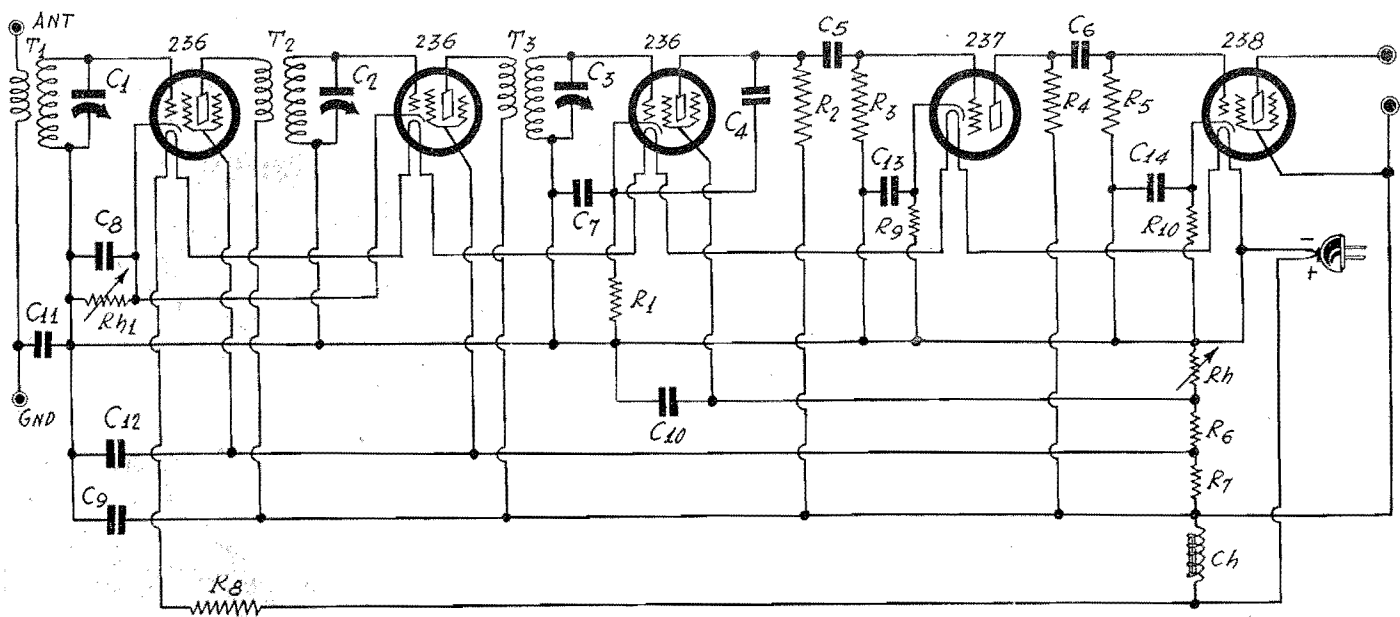 ANT
T1
C1
236
T2
C2
236
T3
C3
236
C4
C5
R2
R3
237
C6
R4
R5
238
C7
C13
R9
C14
R10
C8
Rh1
C11
R1
-
+
GND
Rh
C12
C10
R6
C9
R7
Ch
R8